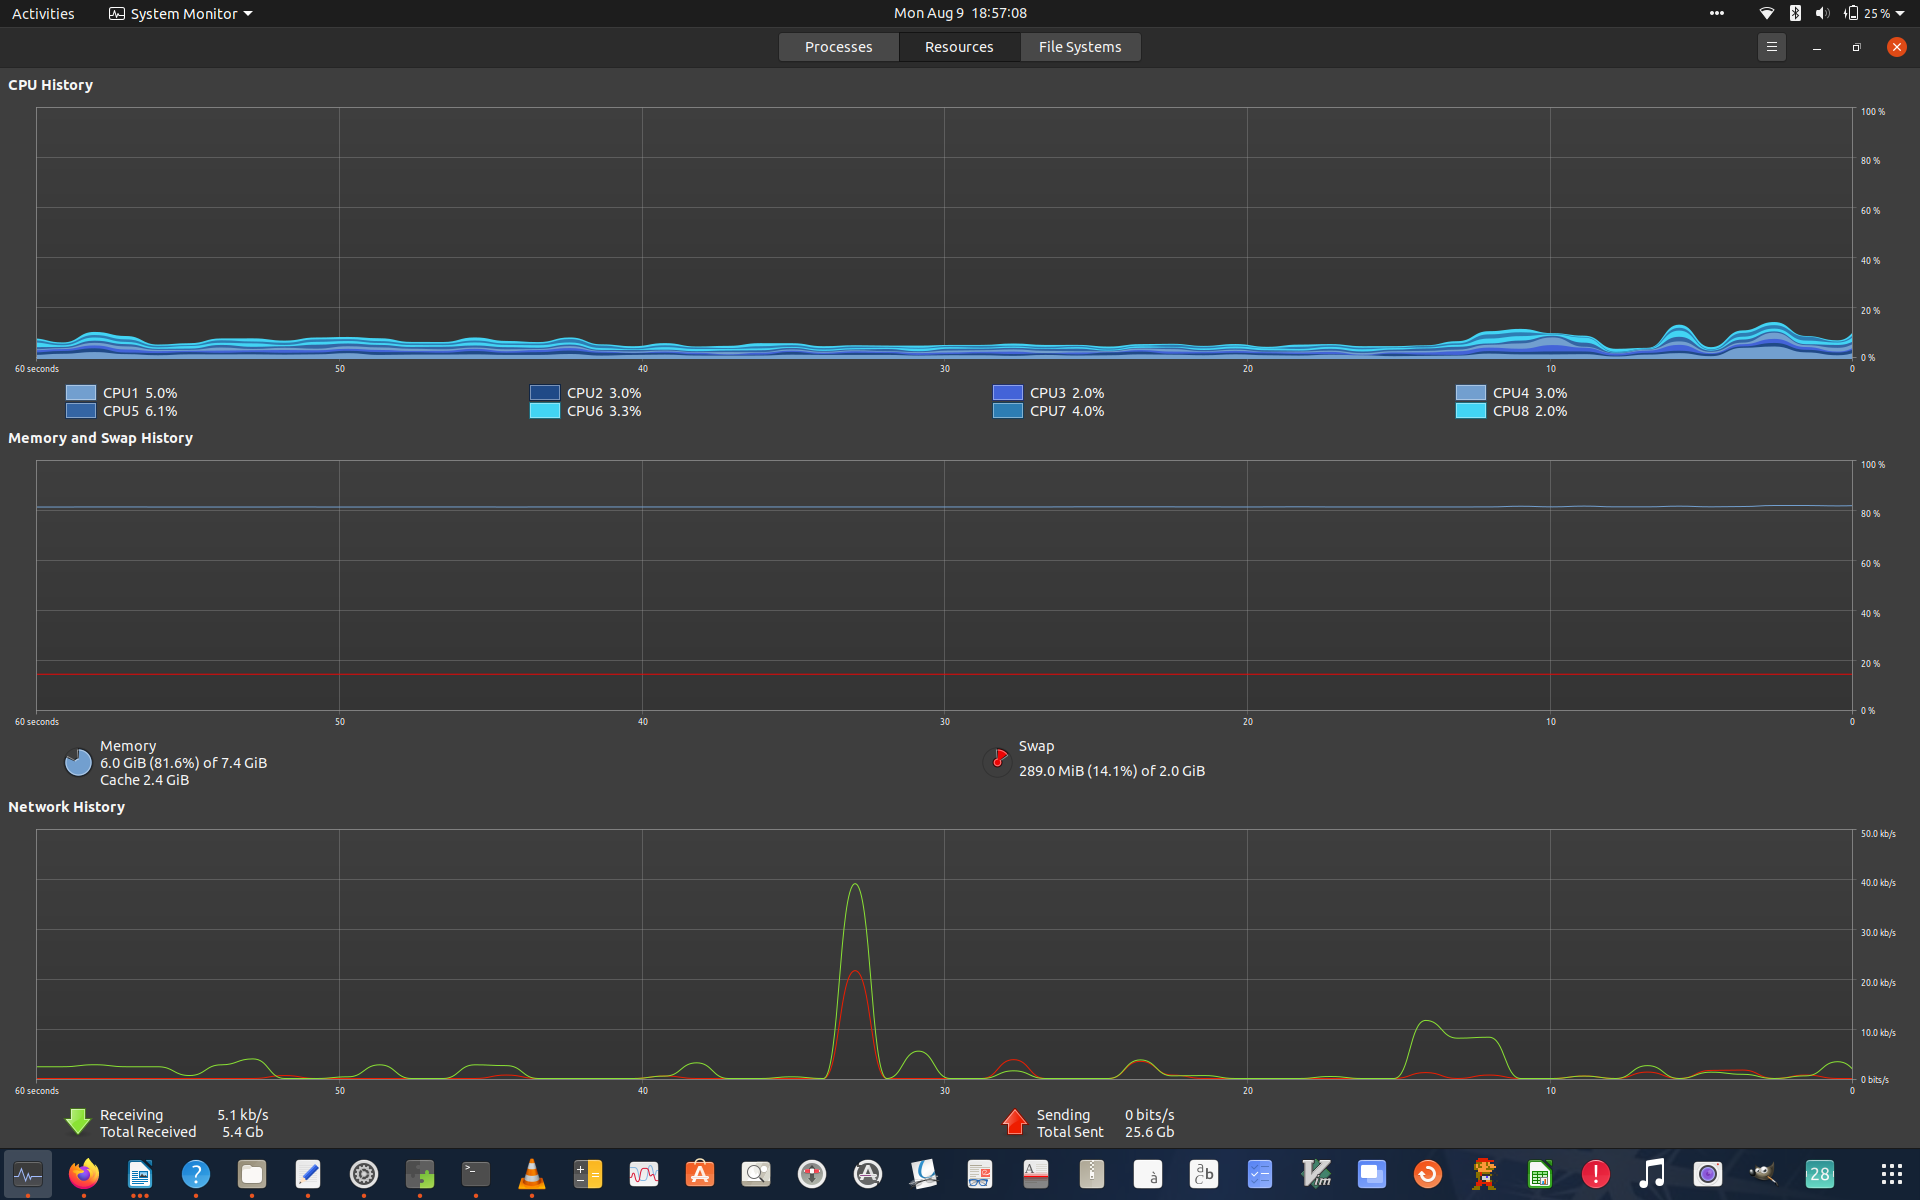 Activities System Monitor Mon Aug 9 18:57:08 25 %
Processes Resources File Systems
CPU History
100 %
80 %
60 %
40 %
20 %
0 %
60 seconds 50 40 30 20 10 0
CPU1 5.0% CPU2 3.0% CPU3 2.0% CPU4 3.0%
CPU5 6.1% CPU6 3.3% CPU7 4.0% CPU8 2.0%
Memory and Swap History
100 %
80 %
60 %
40 %
20 %
0 %
60 seconds 50 40 30 20 10 0
Memory
6.0 GiB (81.6%) of 7.4 GiB
Cache 2.4 GiB
Swap
289.0 MiB (14.1%) of 2.0 GiB
Network History
50.0 kb/s
40.0 kb/s
30.0 kb/s
20.0 kb/s
10.0 kb/s
0 bits/s
60 seconds 50 40 30 20 10 0
Receiving 5.1 kb/s
Total Received 5.4 Gb
Sending 0 bits/s
Total Sent 25.6 Gb
28